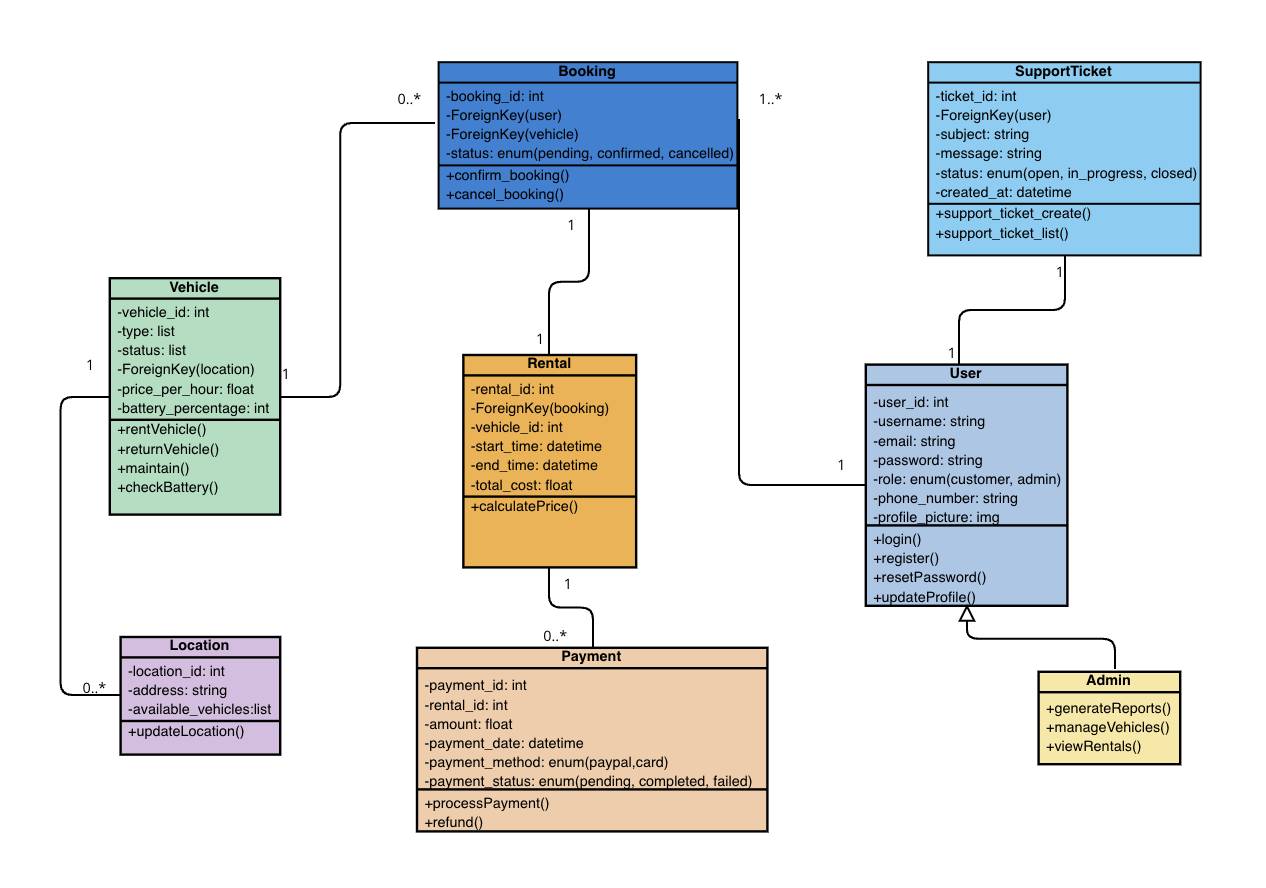 Booking
-booking_id: int
-ForeignKey(user)
-ForeignKey(vehicle)
-status: enum(pending, confirmed, cancelled)
+confirm_booking()
+cancel_booking()
0..*
1..*
1
SupportTicket
-ticket_id: int
-ForeignKey(user)
-subject: string
-message: string
-status: enum(open, in_progress, closed)
-created_at: datetime
+support_ticket_create()
+support_ticket_list()
1
Vehicle
-vehicle_id: int
-type: list
-status: list
-ForeignKey(location)
-price_per_hour: float
-battery_percentage: int
+rentVehicle()
+returnVehicle()
+maintain()
+checkBattery()
1
1
1
Rental
-rental_id: int
-ForeignKey(booking)
-vehicle_id: int
-start_time: datetime
-end_time: datetime
-total_cost: float
+calculatePrice()
1
1
User
-user_id: int
-username: string
-email: string
-password: string
-role: enum(customer, admin)
-phone_number: string
-profile_picture: img
+login()
+register()
+resetPassword()
+updateProfile()
1
Location
-location_id: int
-address: string
-available_vehicles:list
+updateLocation()
0..*
0..*
Payment
-payment_id: int
-rental_id: int
-amount: float
-payment_date: datetime
-payment_method: enum(paypal,card)
-payment_status: enum(pending, completed, failed)
+processPayment()
+refund()
Admin
+generateReports()
+manageVehicles()
+viewRentals()